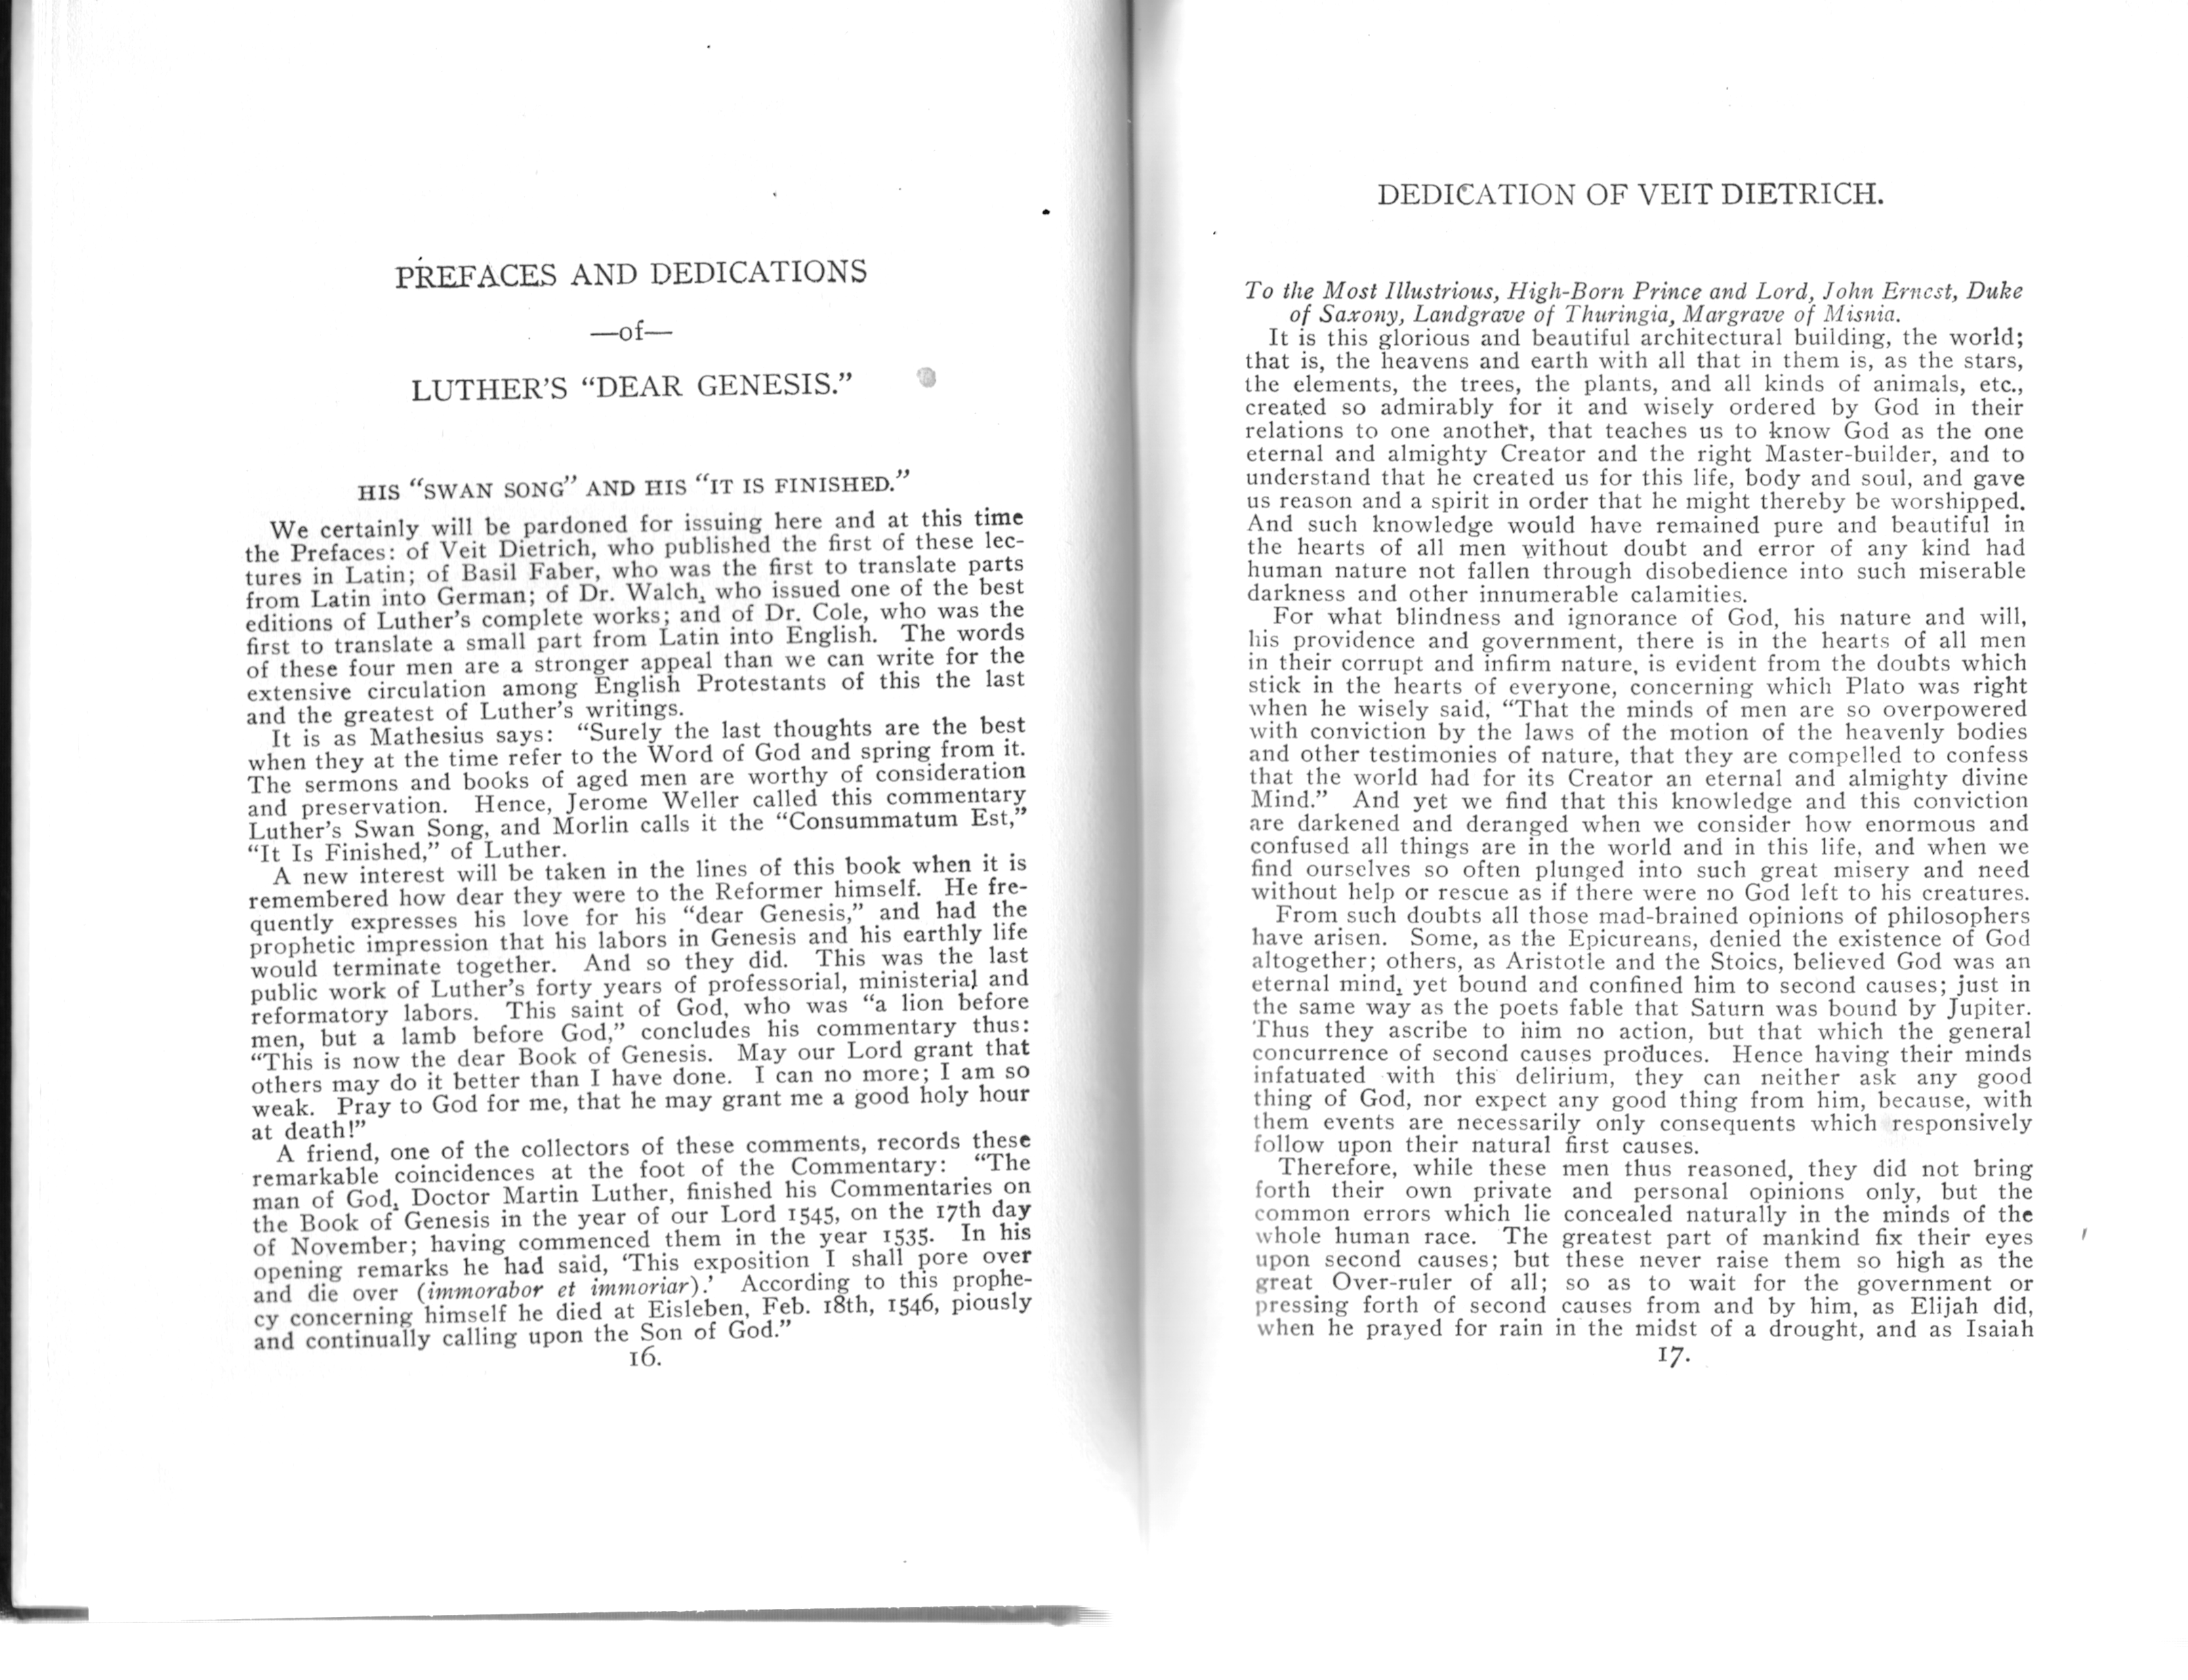 PREFACES AND DEDICATIONS
—of—
LUTHER'S “DEAR GENESIS.”
HIS “SWAN SONG” AND HIS “IT IS FINISHED.”
We certainly will be pardoned for issuing here and at this time
the Prefaces: of Veit Dietrich, who published the first of these lec-
tures in Latin; of Basil Faber, who was the first to translate parts
from Latin into German; of Dr. Walch, who issued one of the best
editions of Luther's complete works; and of Dr. Cole, who was the
first to translate a small part from Latin into English. The words
of these four men are a stronger appeal than we can write for the
extensive circulation among English Protestants of this the last
and the greatest of Luther's writings.
It is as Mathesius says: “Surely the last thoughts are the best
when they at the time refer to the Word of God and spring from it.
The sermons and books of aged men are worthy of consideration
and preservation. Hence, Jerome Weller called this commentary
Luther's Swan Song, and Morlin calls it the “Consummatum Est,”
“It Is Finished,” of Luther.
A new interest will be taken in the lines of this book when it is
remembered how dear they were to the Reformer himself. He fre-
quently expresses his love for his “dear Genesis,” and had the
prophetic impression that his labors in Genesis and his earthly life
would terminate together. And so they did. This was the last
public work of Luther's forty years of professorial, ministerial and
reformatory labors. This saint of God, who was “a lion before
men, but a lamb before God,” concludes his commentary thus:
“This is now the dear Book of Genesis. May our Lord grant that
others may do it better than I have done. I can no more; I am so
weak. Pray to God for me, that he may grant me a good holy hour
at death!”
A friend, one of the collectors of these comments, records these
remarkable coincidences at the foot of the Commentary: “The
man of God, Doctor Martin Luther, finished his Commentaries on
the Book of Genesis in the year of our Lord 1545, on the 17th day
of November; having commenced them in the year 1535. In his
opening remarks he had said, ‘This exposition I shall pore over
and die over (immorabor et immoriar).’ According to this prophe-
cy concerning himself he died at Eisleben, Feb. 18th, 1546, piously
and continually calling upon the Son of God.”
16.
DEDICATION OF VEIT DIETRICH.
To the Most Illustrious, High-Born Prince and Lord, John Ernest, Duke
of Saxony, Landgrave of Thuringia, Margrave of Misnia.
It is this glorious and beautiful architectural building, the world;
that is, the heavens and earth with all that in them is, as the stars,
the elements, the trees, the plants, and all kinds of animals, etc.,
created so admirably for it and wisely ordered by God in their
relations to one another, that teaches us to know God as the one
eternal and almighty Creator and the right Master-builder, and to
understand that he created us for this life, body and soul, and gave
us reason and a spirit in order that he might thereby be worshipped.
And such knowledge would have remained pure and beautiful in
the hearts of all men without doubt and error of any kind had
human nature not fallen through disobedience into such miserable
darkness and other innumerable calamities.
For what blindness and ignorance of God, his nature and will,
his providence and government, there is in the hearts of all men
in their corrupt and infirm nature, is evident from the doubts which
stick in the hearts of everyone, concerning which Plato was right
when he wisely said, “That the minds of men are so overpowered
with conviction by the laws of the motion of the heavenly bodies
and other testimonies of nature, that they are compelled to confess
that the world had for its Creator an eternal and almighty divine
Mind.” And yet we find that this knowledge and this conviction
are darkened and deranged when we consider how enormous and
confused all things are in the world and in this life, and when we
find ourselves so often plunged into such great misery and need
without help or rescue as if there were no God left to his creatures.
From such doubts all those mad-brained opinions of philosophers
have arisen. Some, as the Epicureans, denied the existence of God
altogether; others, as Aristotle and the Stoics, believed God was an
eternal mind, yet bound and confined him to second causes; just in
the same way as the poets fable that Saturn was bound by Jupiter.
Thus they ascribe to him no action, but that which the general
concurrence of second causes produces. Hence having their minds
infatuated with this delirium, they can neither ask any good
thing of God, nor expect any good thing from him, because, with
them events are necessarily only consequents which responsively
follow upon their natural first causes.
Therefore, while these men thus reasoned, they did not bring
forth their own private and personal opinions only, but the
common errors which lie concealed naturally in the minds of the
whole human race. The greatest part of mankind fix their eyes
upon second causes; but these never raise them so high as the
great Over-ruler of all; so as to wait for the government or
pressing forth of second causes from and by him, as Elijah did,
when he prayed for rain in the midst of a drought, and as Isaiah
17.